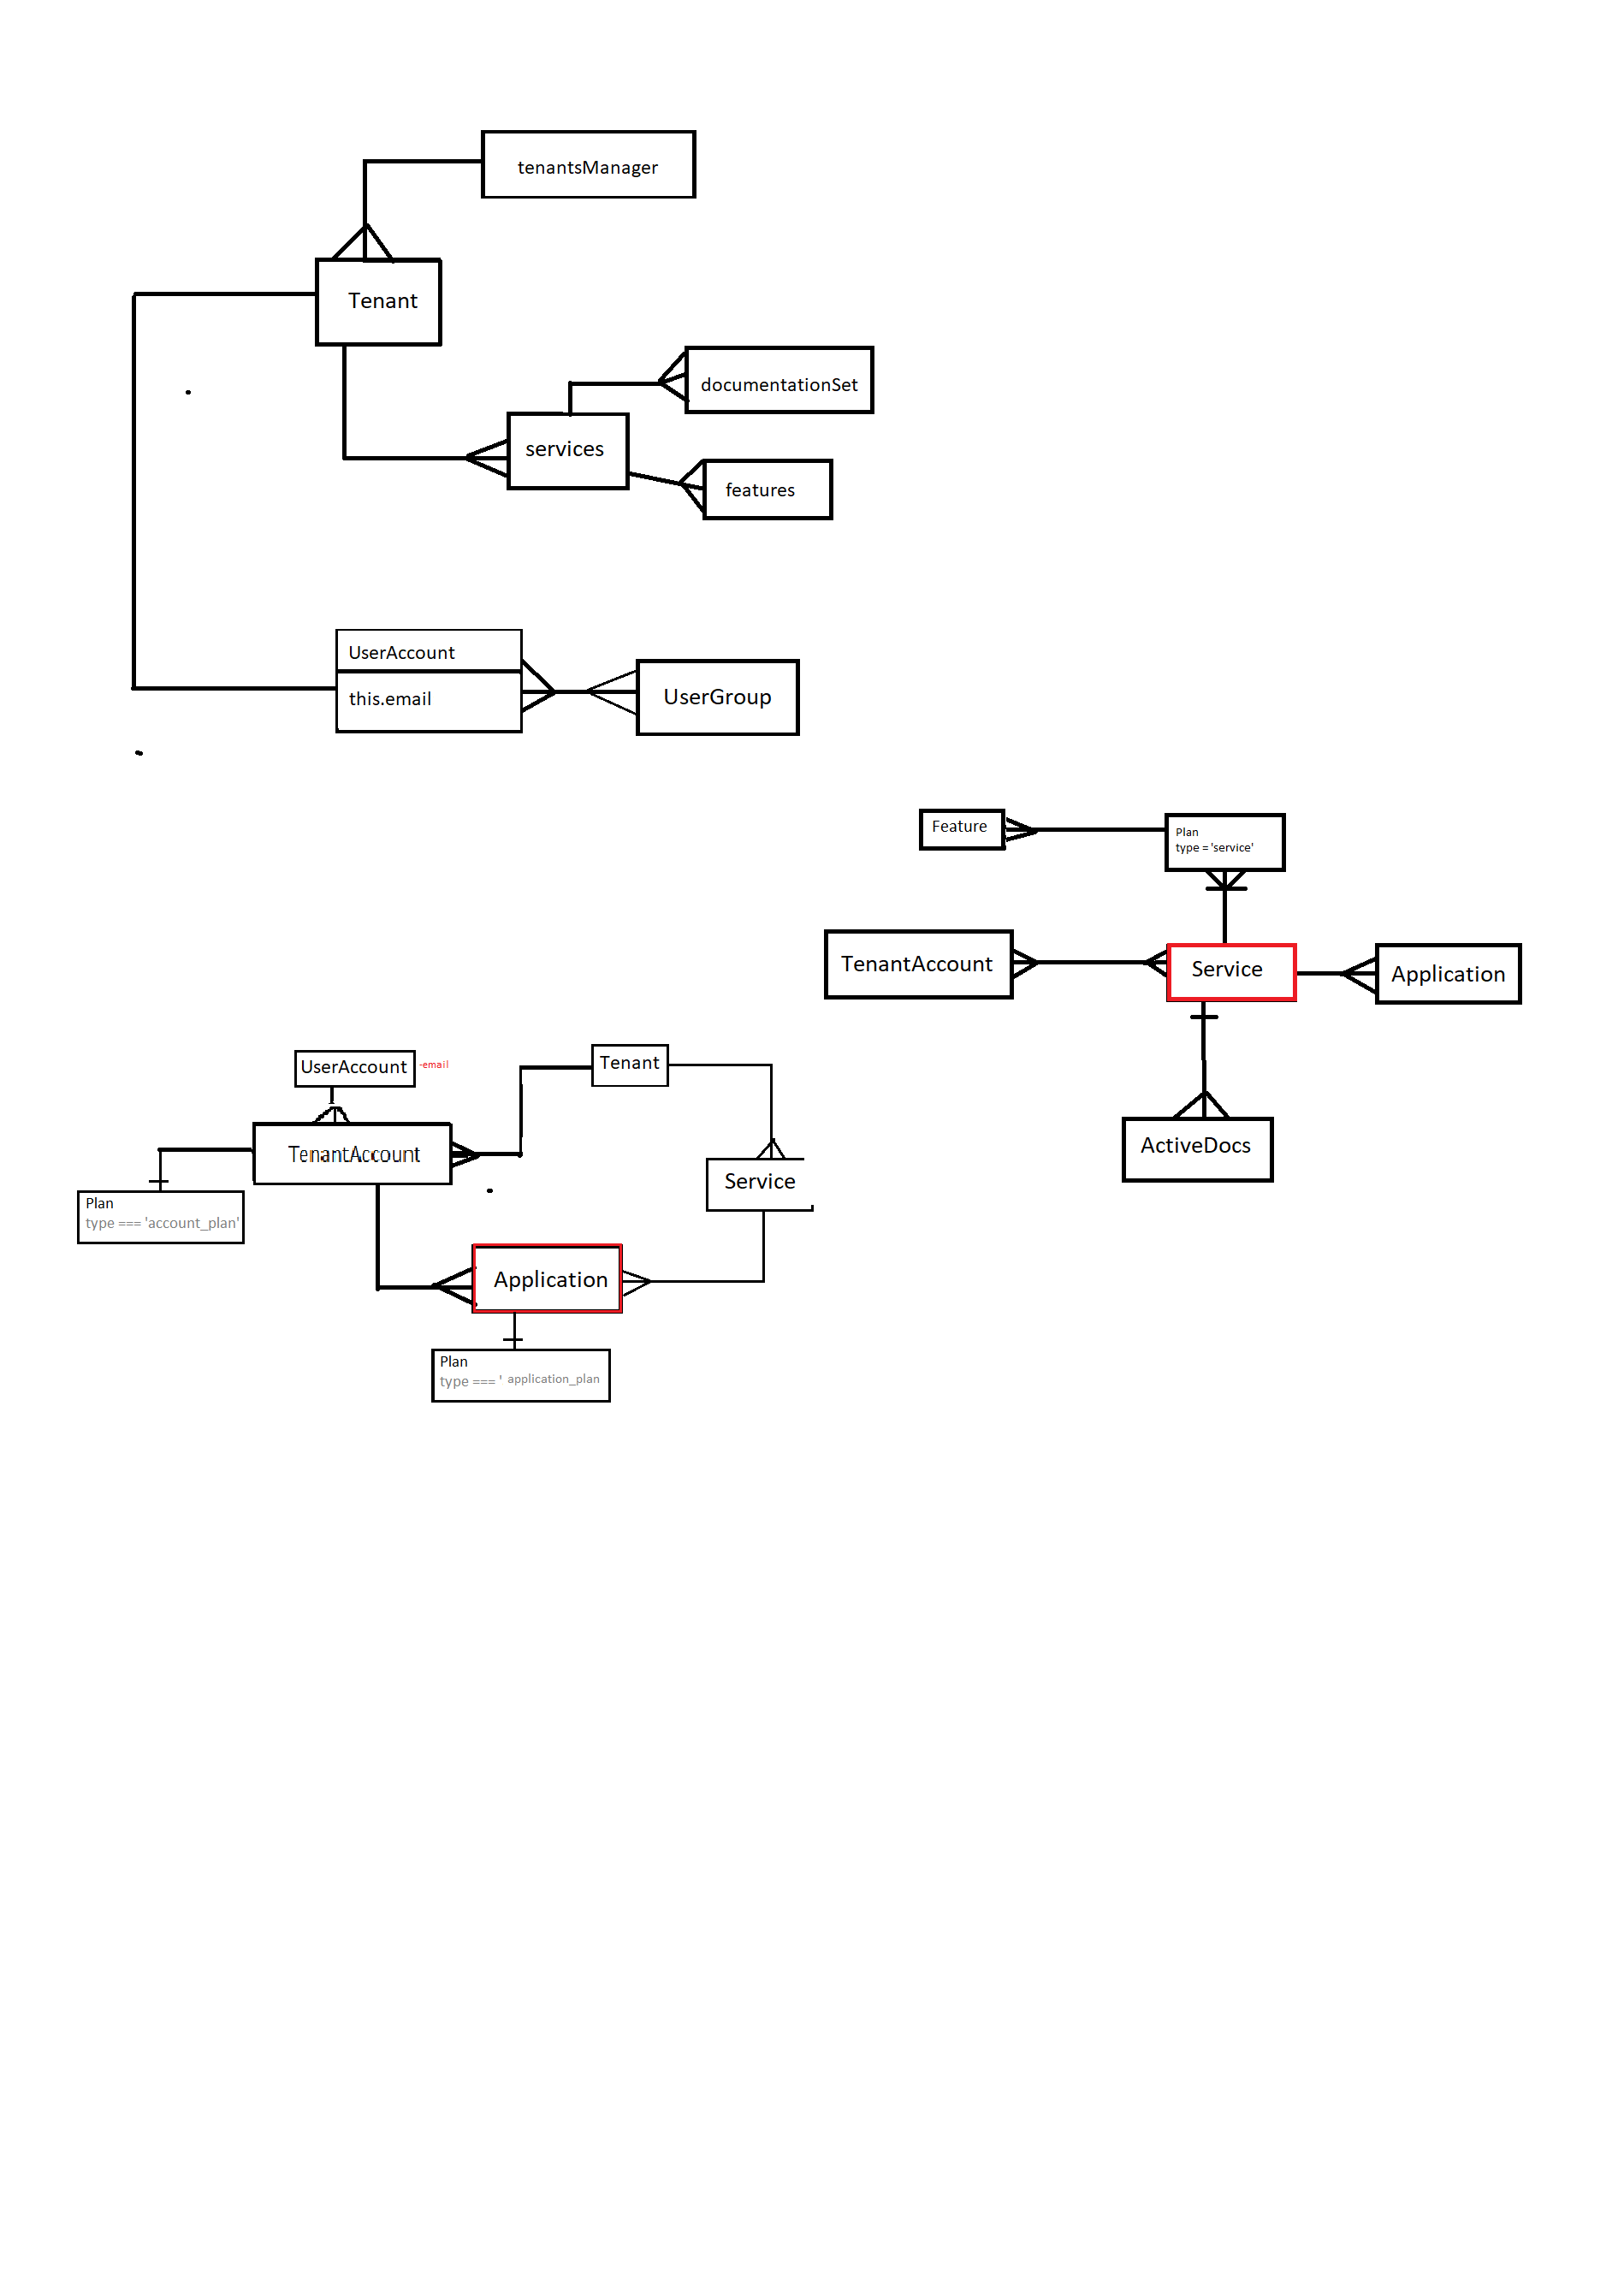 tenantsManager
Tenant
documentationSet
services
features
UserAccount
this.email
UserGroup
Feature
Plan
type = 'service'
TenantAccount
Service
Application
ActiveDocs
UserAccount
-email
Tenant
TenantAccount
Service
Plan
type === 'account_plan'
Application
Plan
type === ' application_plan